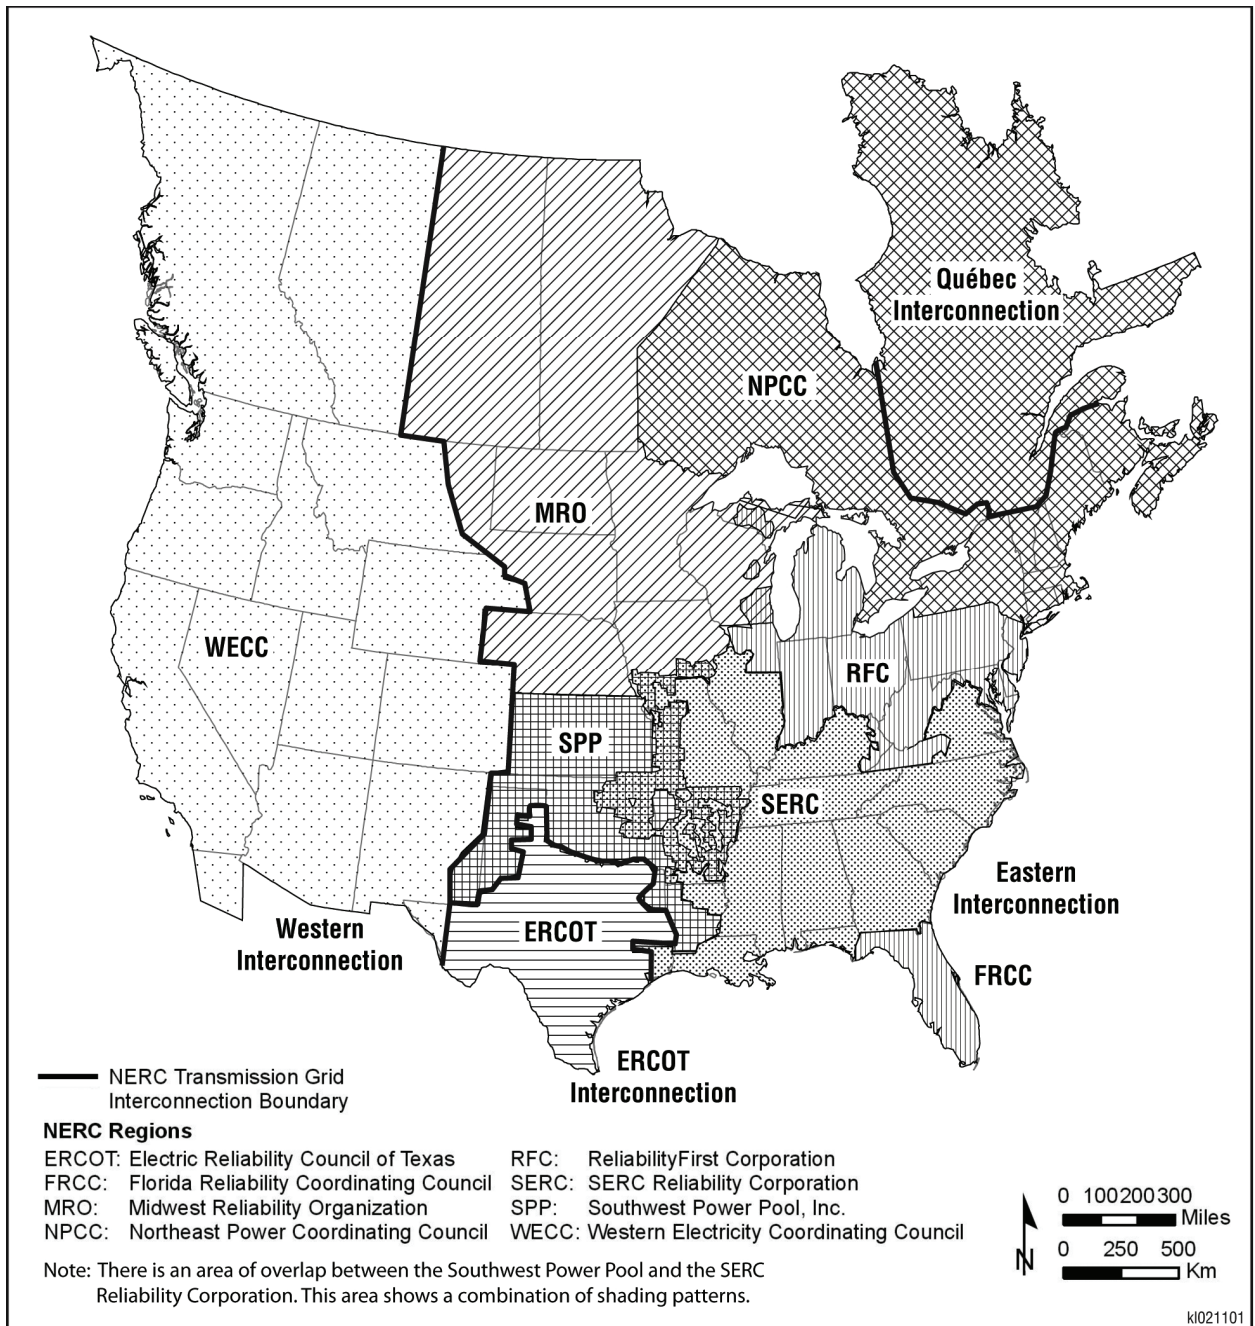 Québec
Interconnection
NPCC
MRO
WECC
RFC
SPP
SERC
Eastern
Interconnection
Western
Interconnection
ERCOT
FRCC
ERCOT
Interconnection
NERC Transmission Grid
Interconnection Boundary
NERC Regions
ERCOT: Electric Reliability Council of Texas RFC: ReliabilityFirst Corporation
FRCC: Florida Reliability Coordinating Council SERC: SERC Reliability Corporation
MRO: Midwest Reliability Organization SPP: Southwest Power Pool, Inc.
NPCC: Northeast Power Coordinating Council WECC: Western Electricity Coordinating Council
N
0 100 200 300
Miles
0 250 500
Km
Note: There is an area of overlap between the Southwest Power Pool and the SERC
Reliability Corporation. This area shows a combination of shading patterns.
kl021101